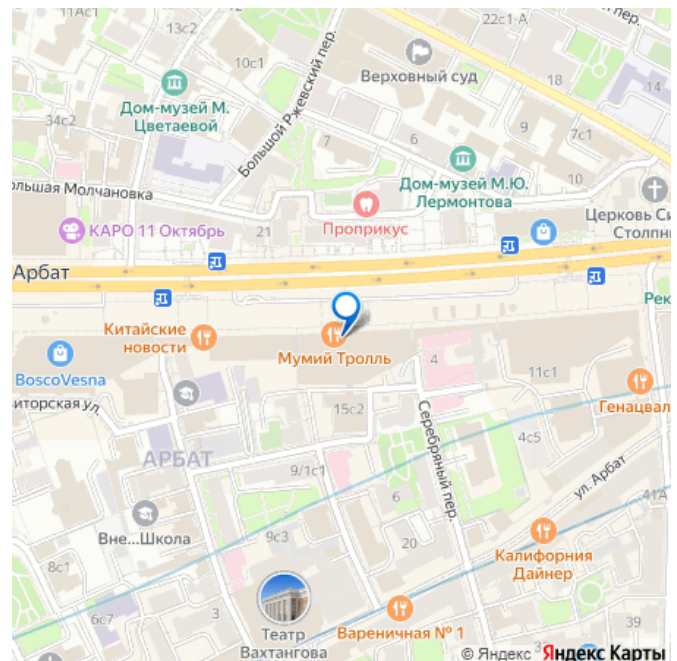 11Ас1
13с2
22с1-А
пер.
10с1
Верховный суд
18
14
Дом-музей М.
Цветаевой
34с2
Большой Ржевский пер.
7
6
9
7с1
Дом-музей М.Ю.
Лермонтова
10
ольшая Молчановка
Проприкус
Церковь Си
Столпн
КАРО 11 Октябрь
21
Арбат
Рек
Китайские
новости
Мумий Тролль
4
11с1
BoscoVesna
Генацвал
иторская ул.
15с2
Серебряный пер.
4с5
АРБАТ
9/1с1
ул. Арбат
6
41А
Вне...Школа
9с3
20
Калифорния
Дайнер
8с1
6с7
3
Театр
Вахтангова
Вареничная № 1
39
© Яндекс
Яндекс Карты